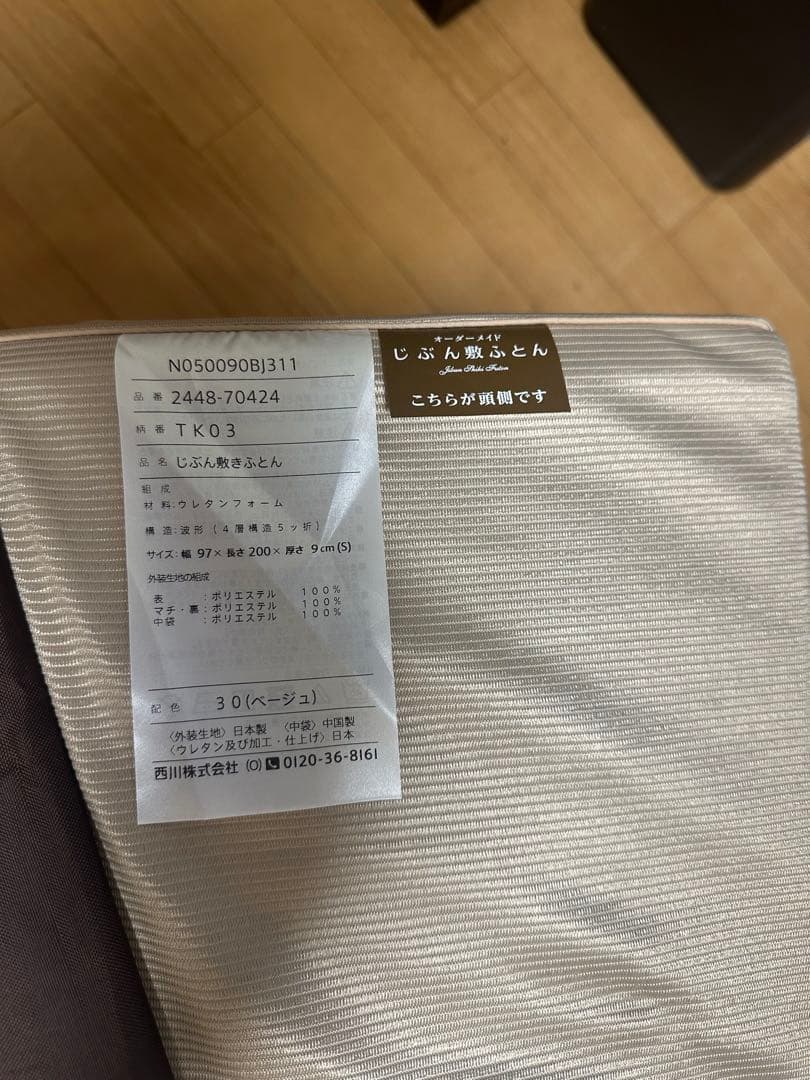 N050090BJ311
品番 2448-70424
柄番 TK03
品名 じぶん敷きふとん
組成
材料:ウレタンフォーム
構造:波形(4層構造5ッ折)
サイズ:幅 97×長さ200×厚さ 9cm(S)
外装生地の組成
表 :ポリエステル 100%
マチ・裏:ポリエステル 100%
中袋 :ポリエステル 100%
配色 30(ベージュ)
〈外装生地〉日本製 〈中袋〉中国製
〈ウレタン及び加工・仕上げ〉日本
西川株式会社 (O) 0120-36-8161
オーダーメイド
じぶん敷ふとん
Jibun Shiki Futon
こちらが頭側です